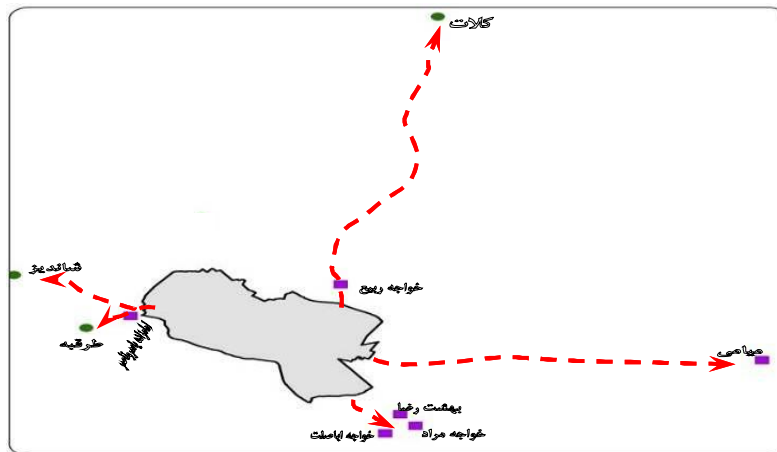 کلات
شاندیز
خواجه ربیع
طرقبه
میامی
بهشت رضا
خواجه مراد
خواجه اباصلت